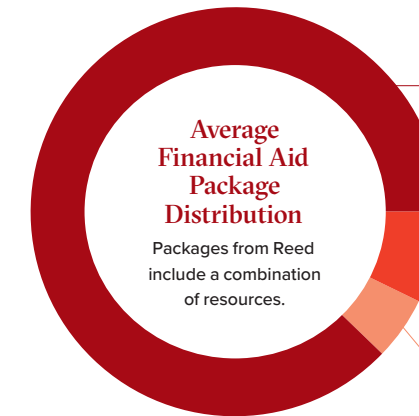 Average
Financial Aid
Package
Distribution
Packages from Reed
include a combination
of resources.